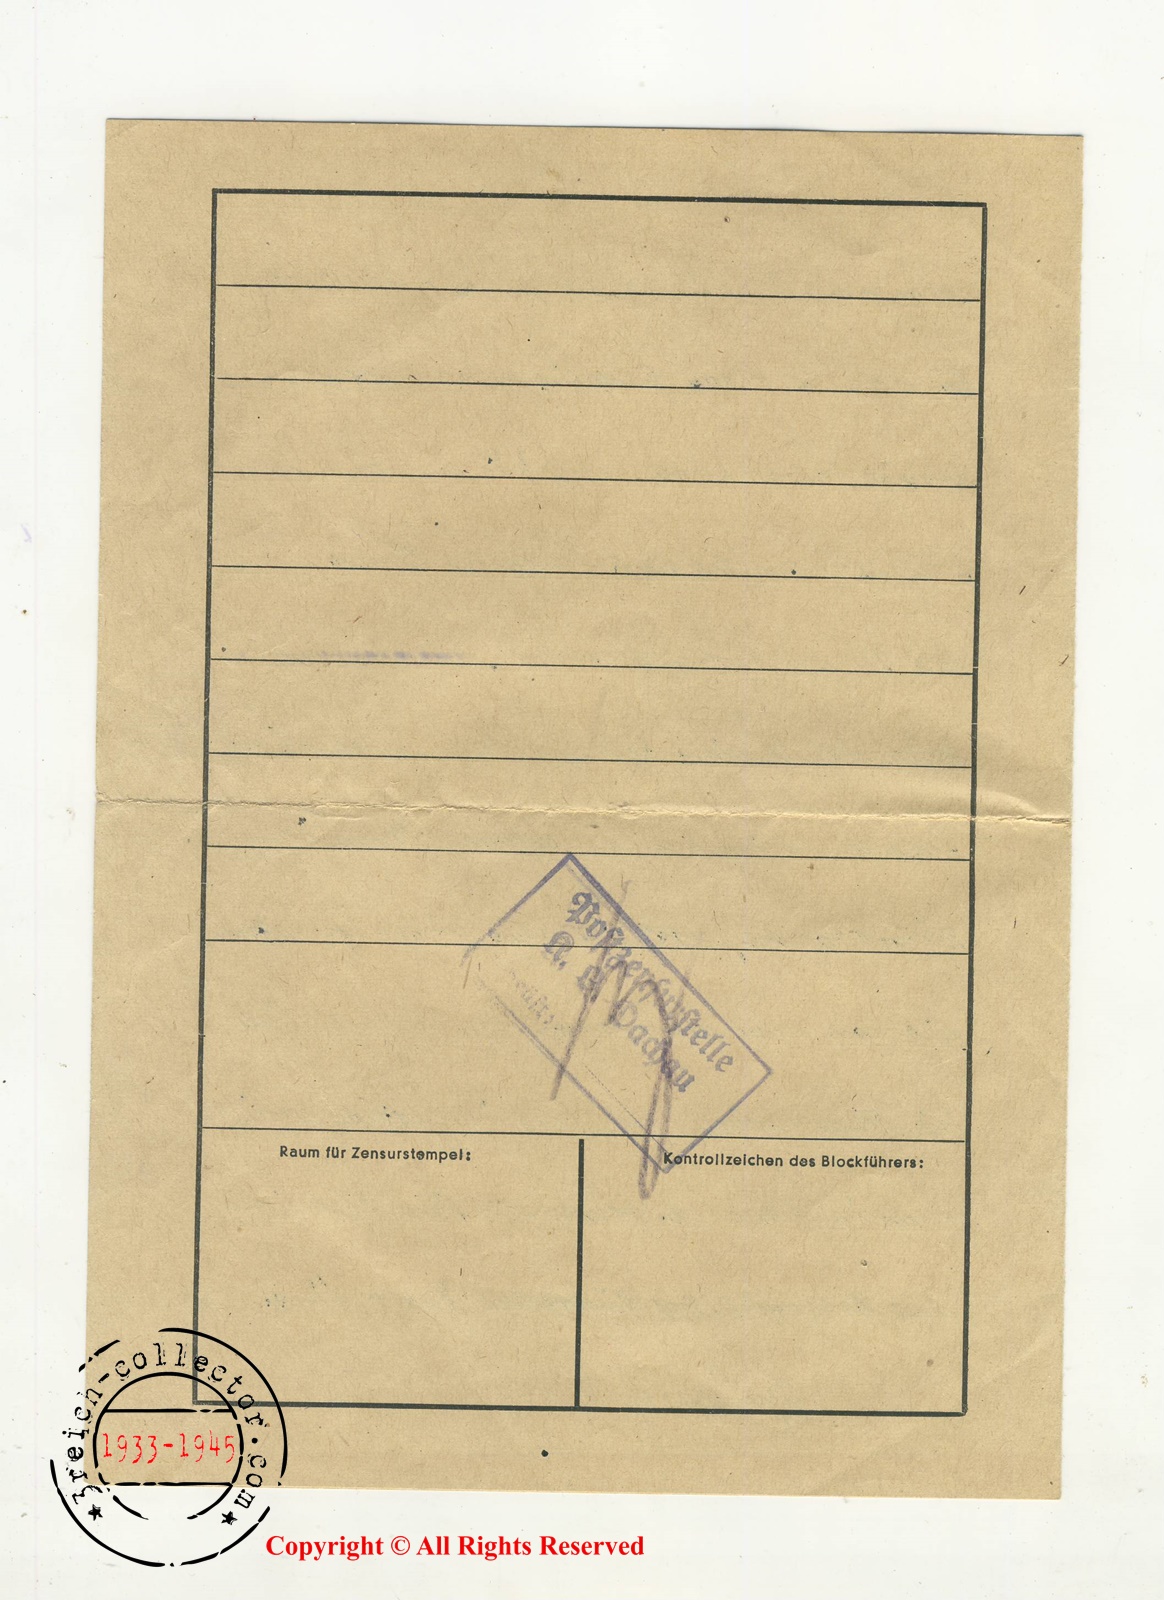 Postzensurstelle
K. L. Dachau
Raum für Zensurstempel:
Kontrollzeichen des Blockführers:
3reich-collector.com
1933-1945
Copyright © All Rights Reserved